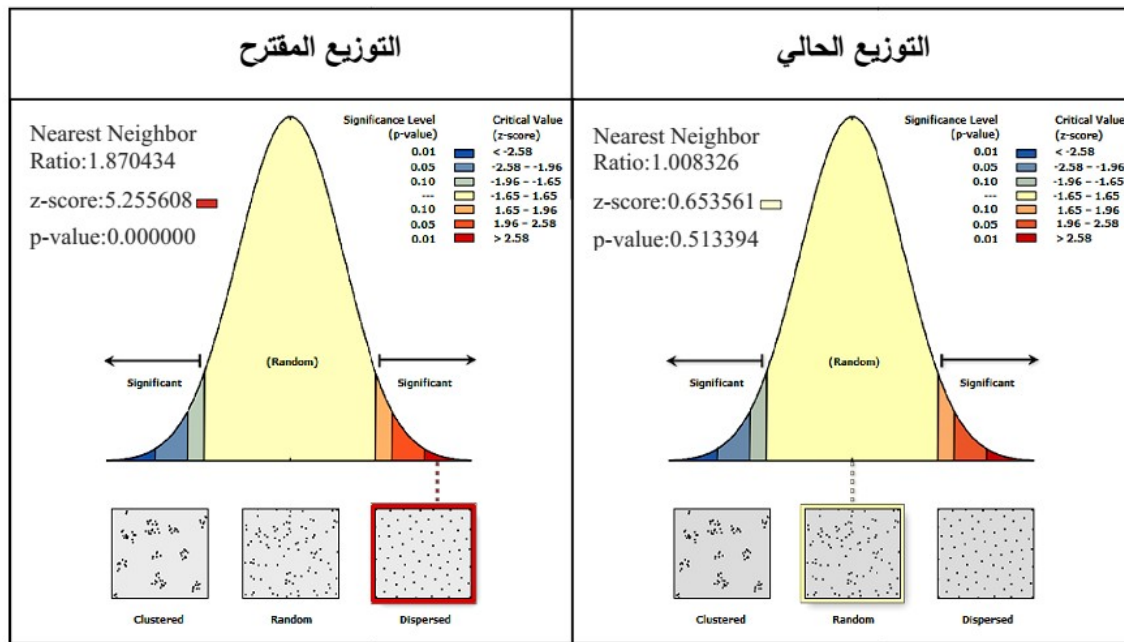 التوزيع الحالي
التوزيع المقترح
Nearest Neighbor
Ratio:1.008326
z-score:0.653561
p-value:0.513394
Significance Level
(p-value)
Critical Value
(z-score)
0.01 < -2.58
0.05 -2.58 – -1.96
0.10 -1.96 – -1.65
--- -1.65 – 1.65
0.10 1.65 – 1.96
0.05 1.96 – 2.58
0.01 > 2.58
Significant
(Random)
Significant
Clustered
Random
Dispersed
Nearest Neighbor
Ratio:1.870434
z-score:5.255608
p-value:0.000000
Significance Level
(p-value)
Critical Value
(z-score)
0.01 < -2.58
0.05 -2.58 – -1.96
0.10 -1.96 – -1.65
--- -1.65 – 1.65
0.10 1.65 – 1.96
0.05 1.96 – 2.58
0.01 > 2.58
Significant
(Random)
Significant
Clustered
Random
Dispersed